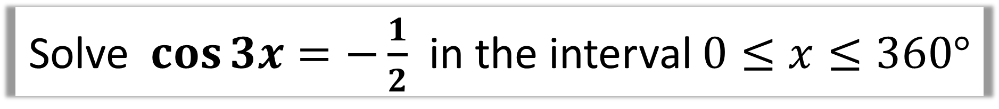 Solve cos 3x = −1/2 in the interval 0 ≤ x ≤ 360°